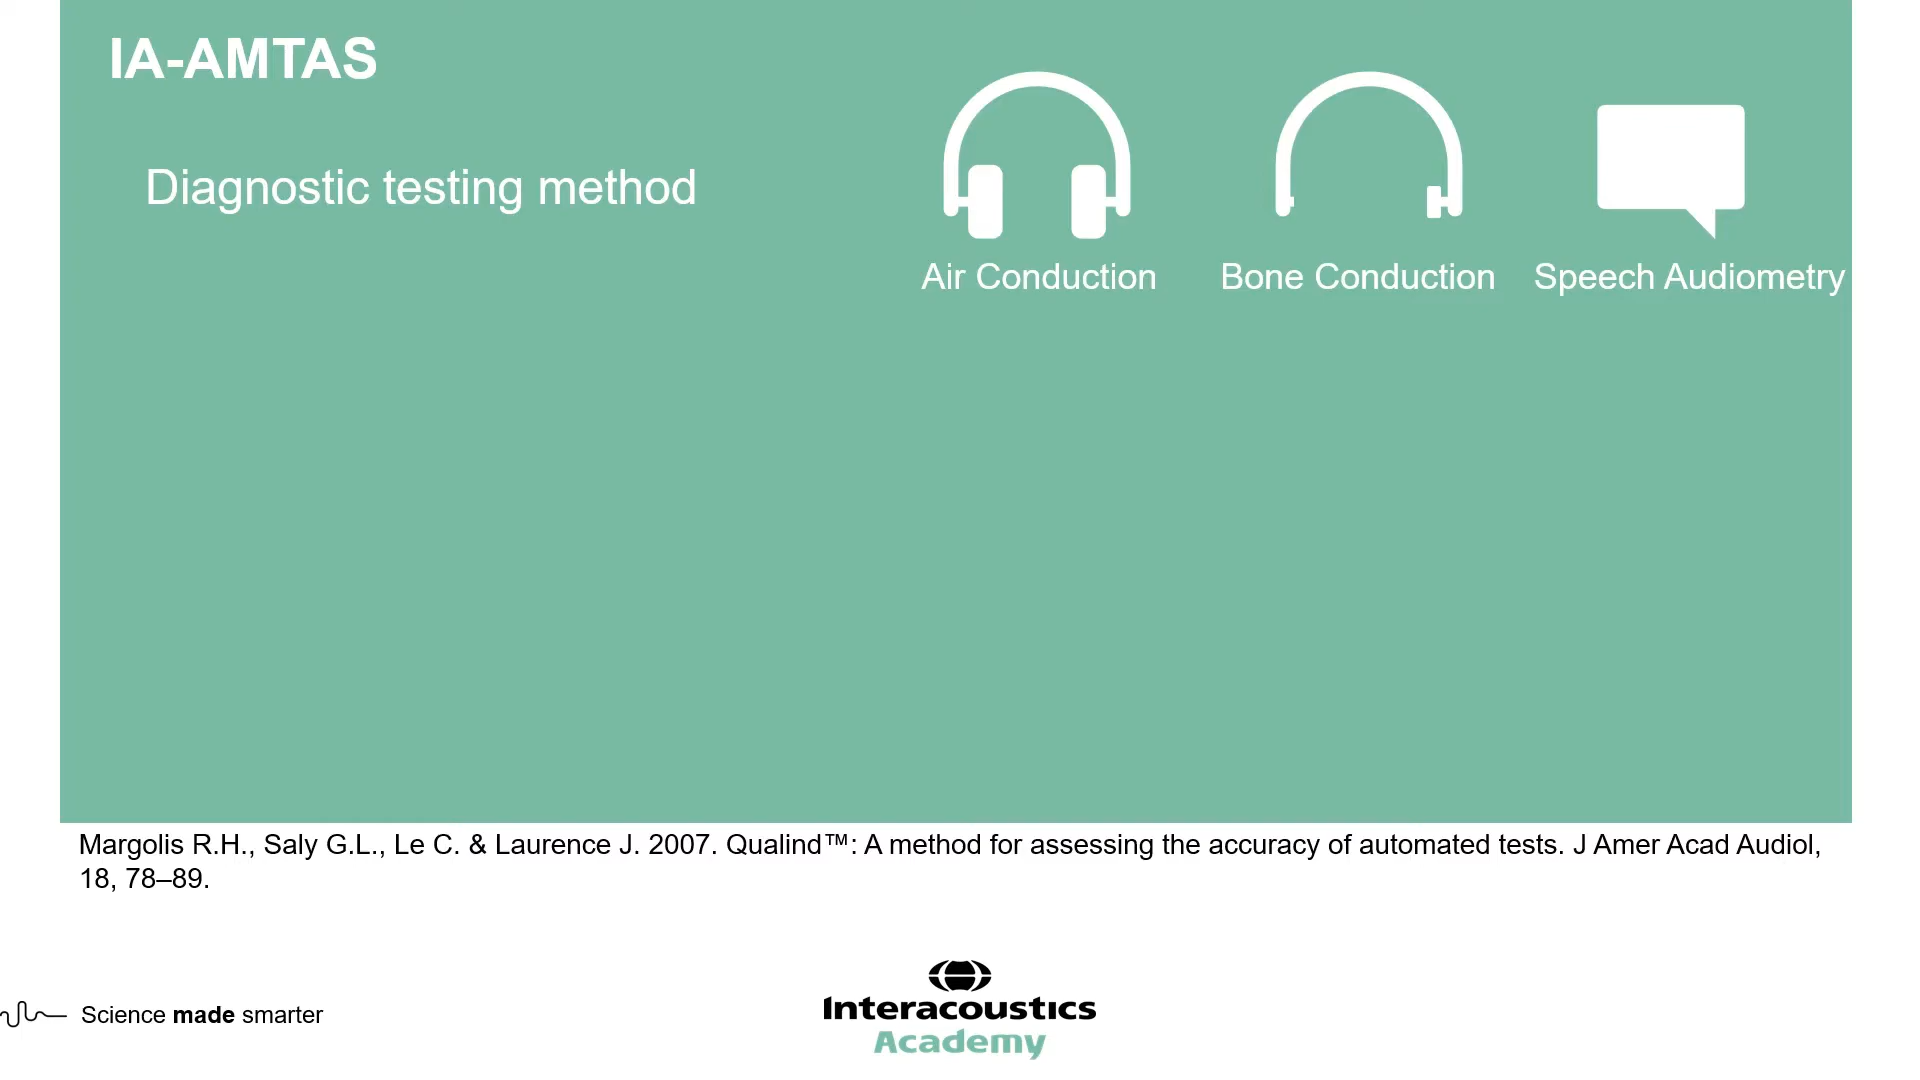 IA-AMTAS
Diagnostic testing method
Air Conduction
Bone Conduction
Speech Audiometry
Margolis R.H., Saly G.L., Le C. & Laurence J. 2007. Qualind™: A method for assessing the accuracy of automated tests. J Amer Acad Audiol,
18, 78–89.
Science made smarter
Interacoustics
Academy